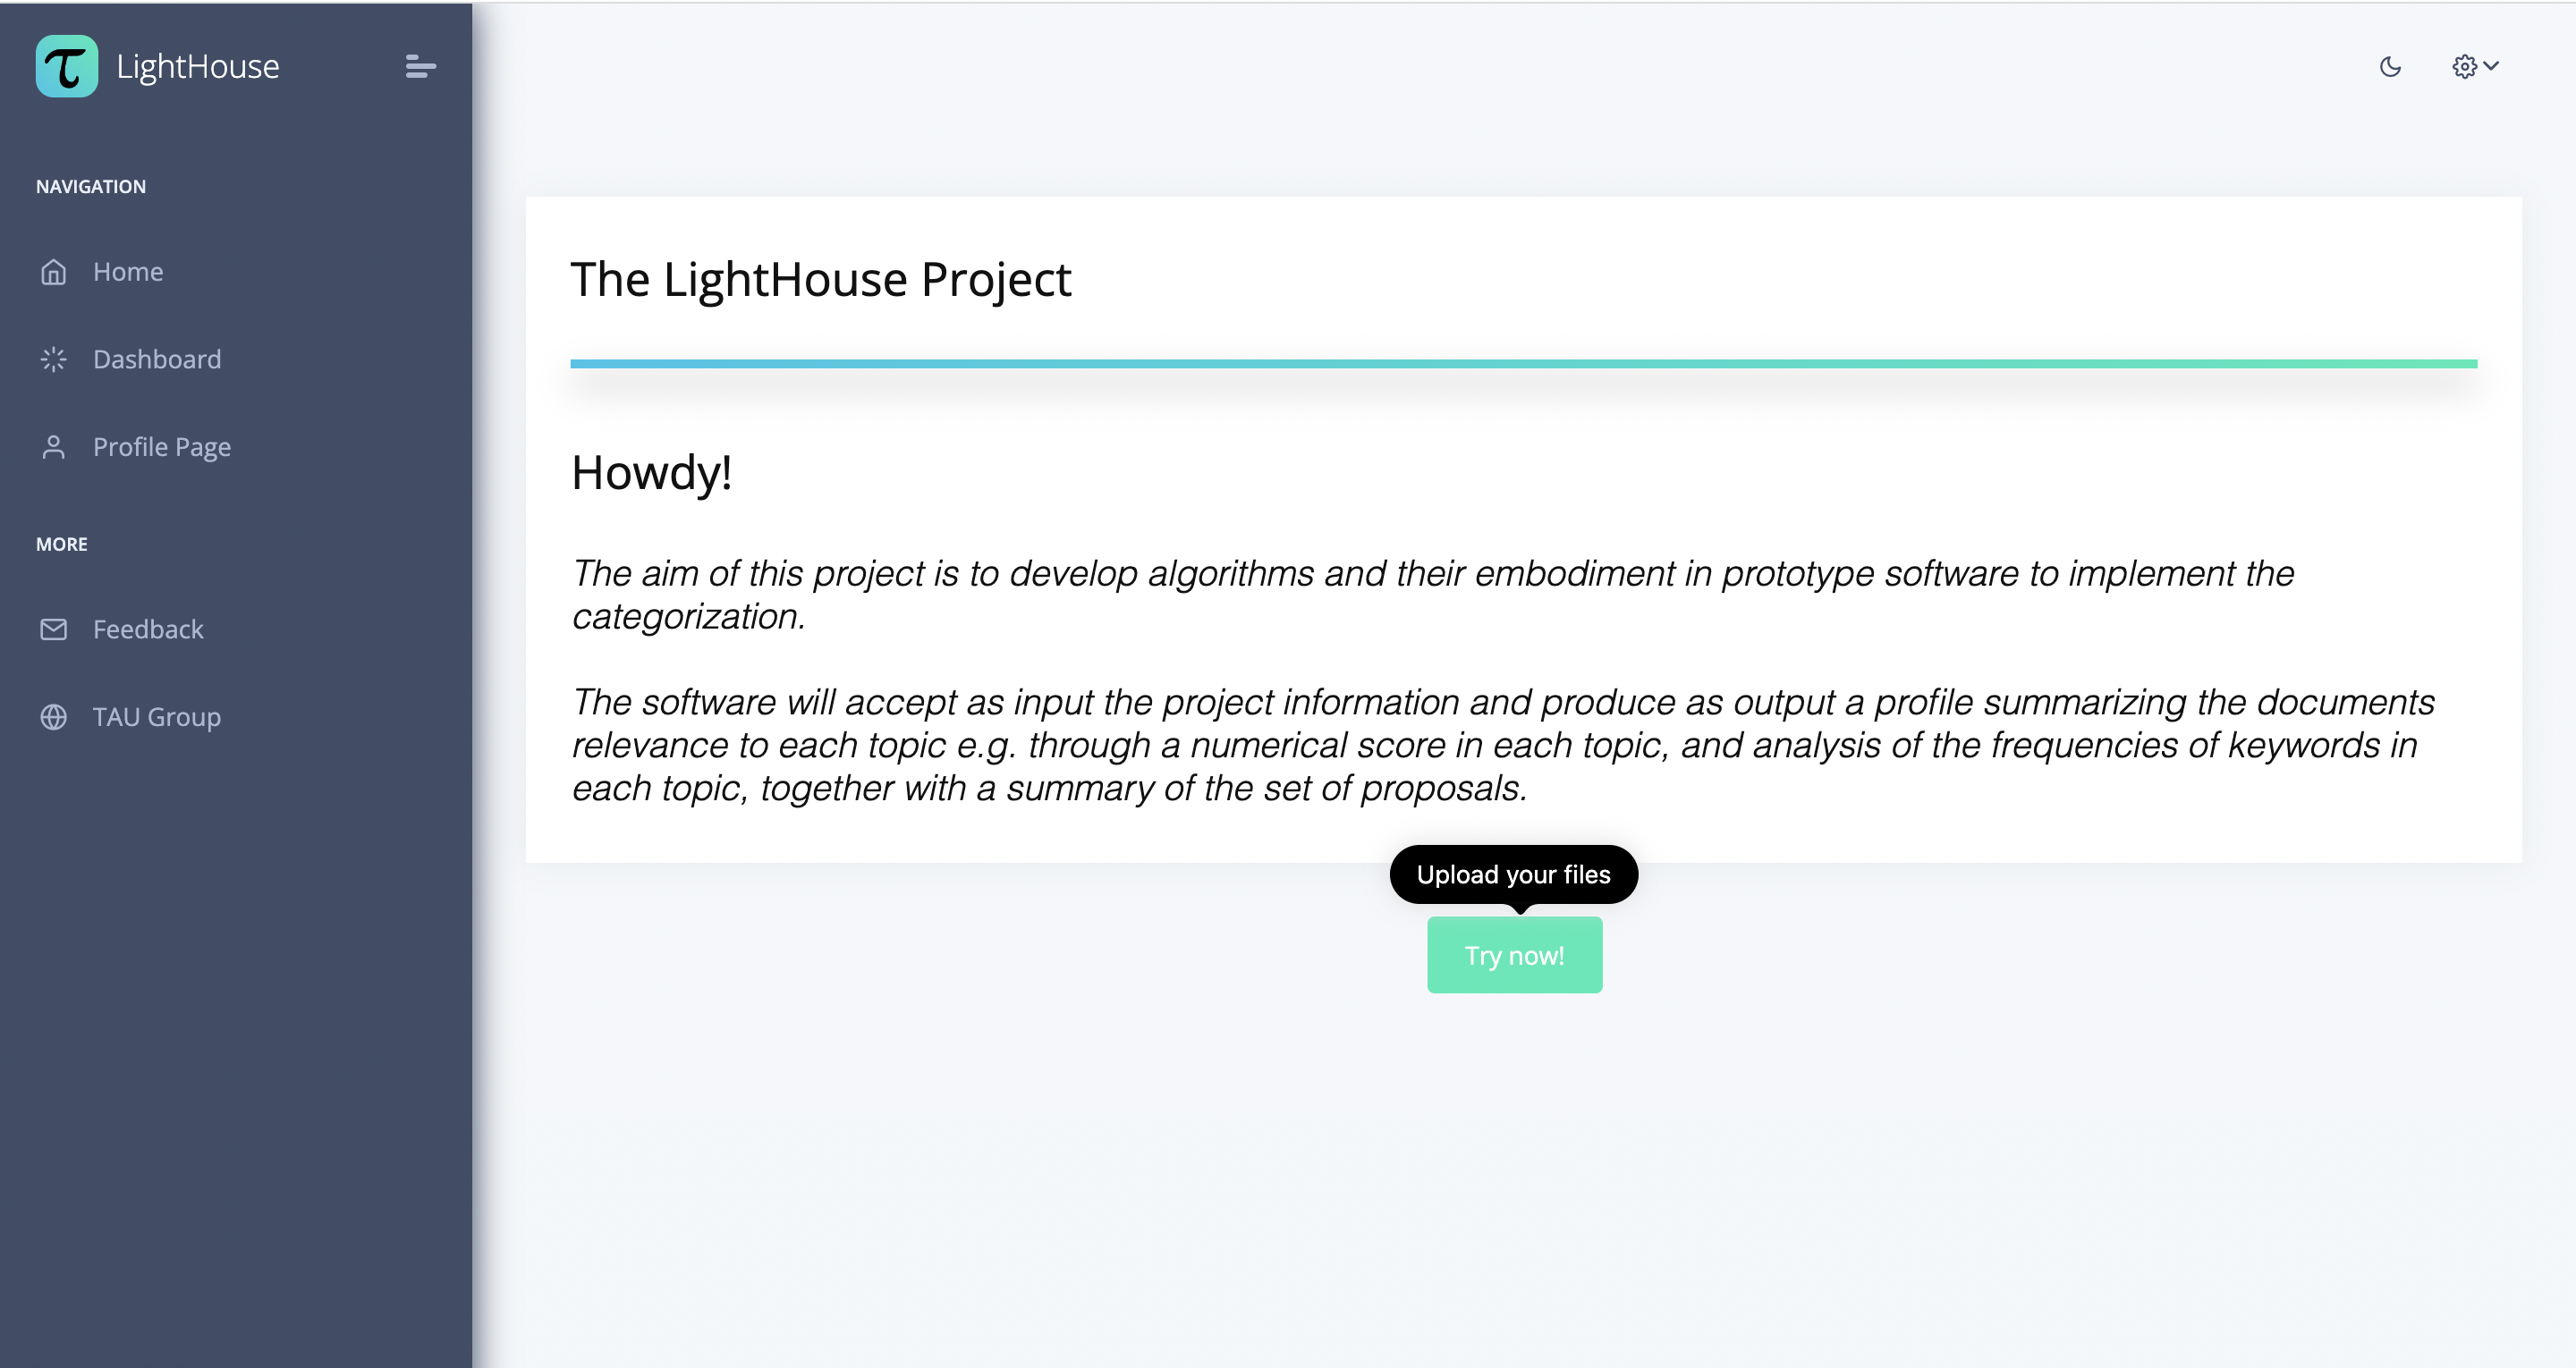 τ LightHouse
NAVIGATION
Home
Dashboard
Profile Page
MORE
Feedback
TAU Group
The LightHouse Project
Howdy!
The aim of this project is to develop algorithms and their embodiment in prototype software to implement the
categorization.
The software will accept as input the project information and produce as output a profile summarizing the documents
relevance to each topic e.g. through a numerical score in each topic, and analysis of the frequencies of keywords in
each topic, together with a summary of the set of proposals.
Upload your files
Try now!